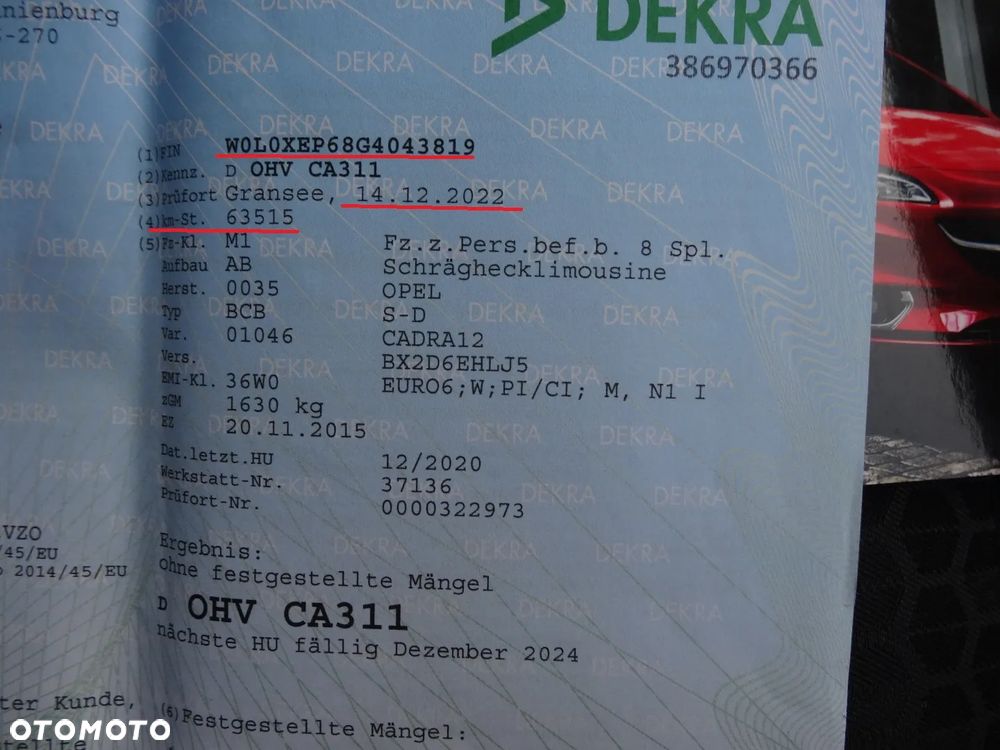 nienburg
-270
DEKRA
386970366
(1) FIN W0L0XEP68G4043819
(2) Kennz. D OHV CA311
(3) Prüfort Gransee, 14.12.2022
(4) km-St. 63515
(5) Fz-Kl. M1 Fz.z.Pers.bef.b. 8 Spl.
Aufbau AB Schräghecklimousine
Herst. 0035 OPEL
Typ BCB S-D
Var. 01046 CADRA12
Vers. BX2D6EHLJ5
EMI-Kl. 36W0 EURO6;W;PI/CI; M, N1 I
zGM 1630 kg
EZ 20.11.2015
Dat.letzt.HU 12/2020
Werkstatt-Nr. 37136
Prüfort-Nr. 0000322973
VZO
/45/EU
2014/45/EU
Ergebnis:
ohne festgestellte Mängel
D OHV CA311
nächste HU fällig Dezember 2024
ter Kunde,
(6) Festgestellte Mängel:
OTOMOTO